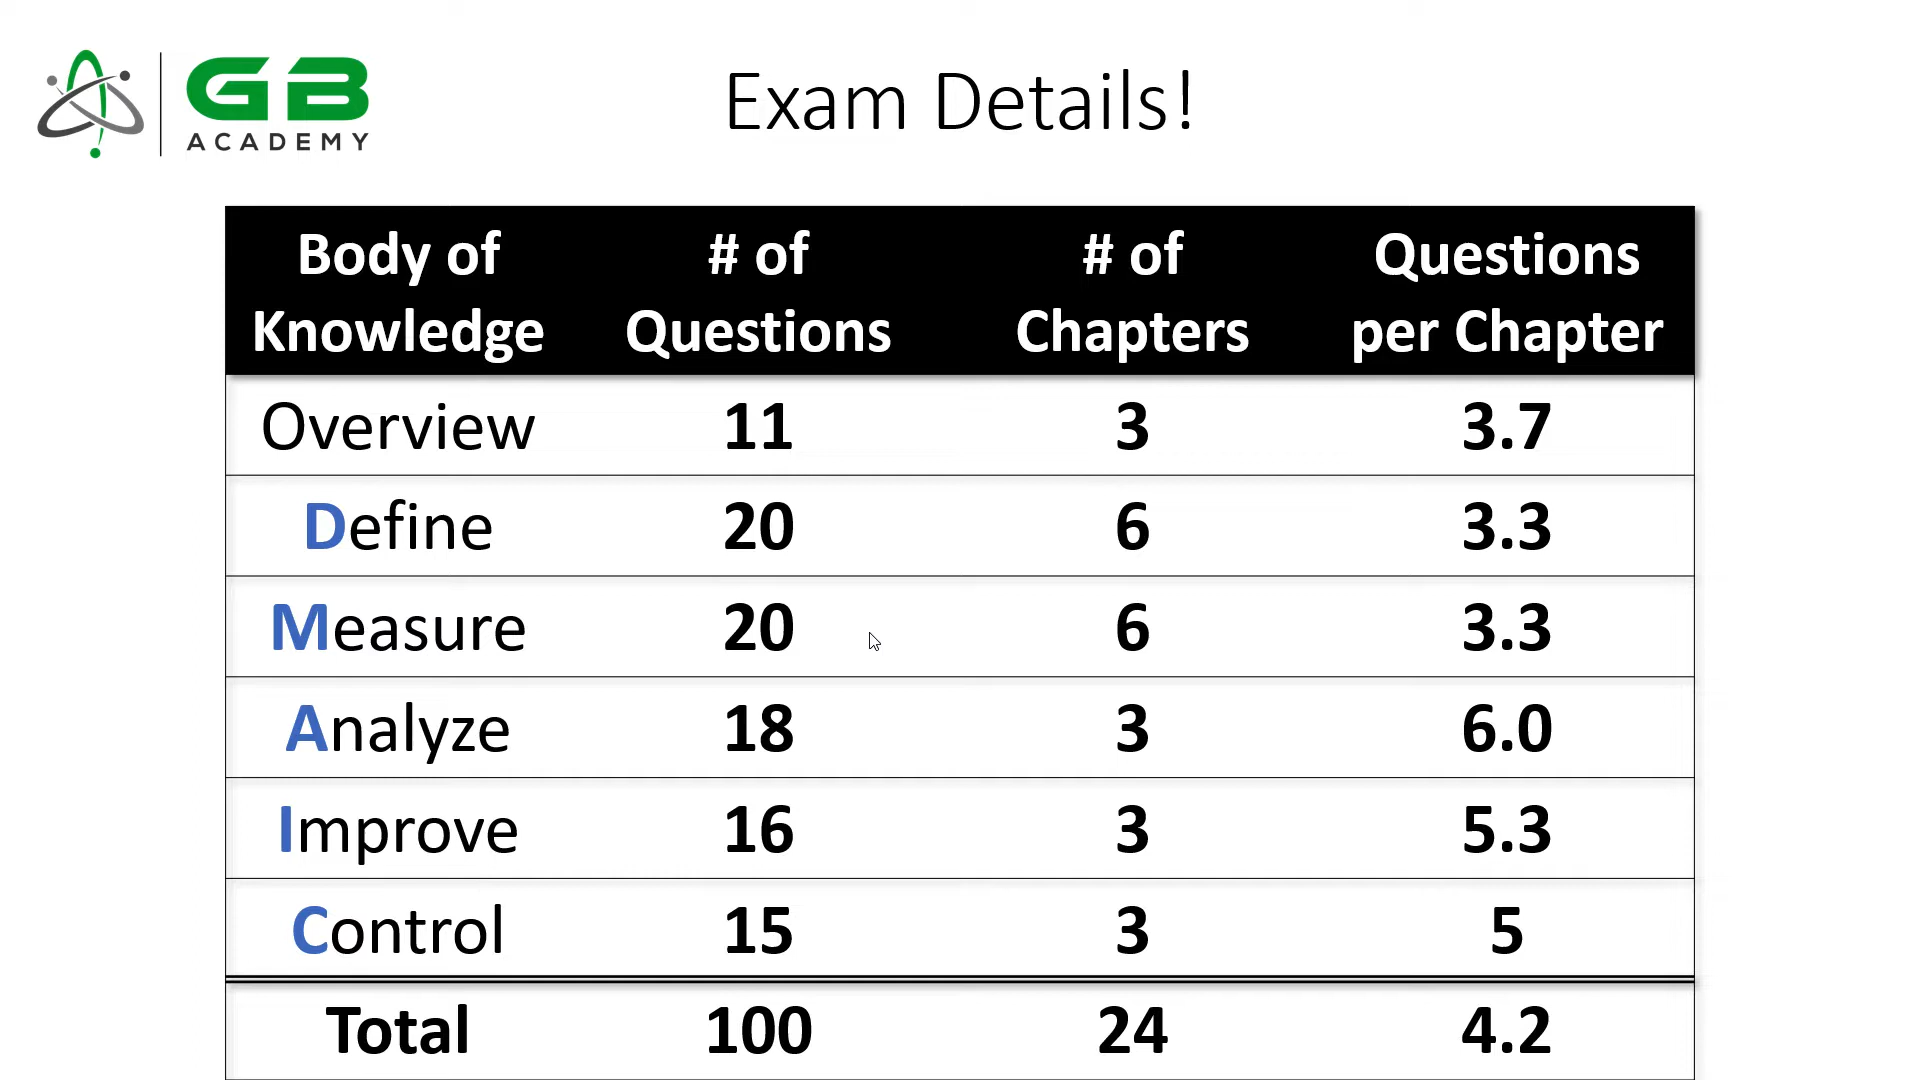 GB
ACADEMY
Exam Details!
Body of Knowledge # of Questions # of Chapters Questions per Chapter
Overview 11 3 3.7
Define 20 6 3.3
Measure 20 6 3.3
Analyze 18 3 6.0
Improve 16 3 5.3
Control 15 3 5
Total 100 24 4.2